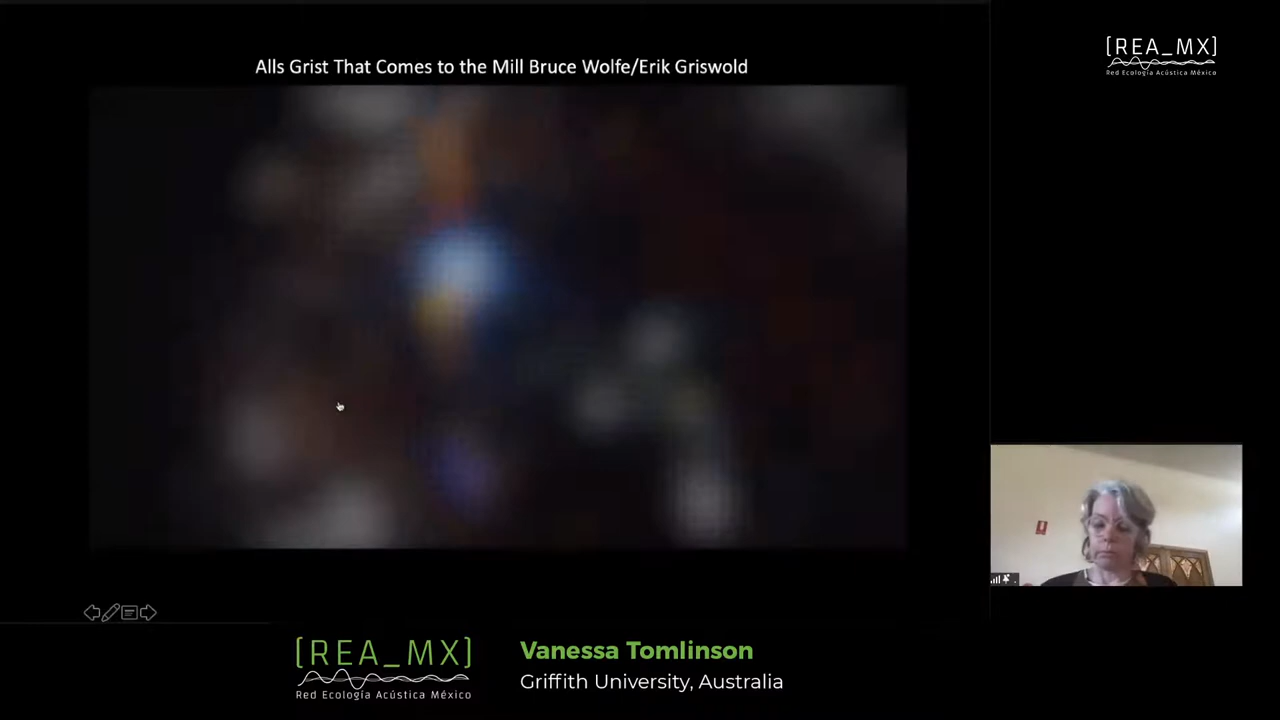 Alls Grist That Comes to the Mill Bruce Wolfe/Erik Griswold
[REA_MX]
Red Ecología Acústica México
[REA_MX]
Red Ecología Acústica México
Vanessa Tomlinson
Griffith University, Australia